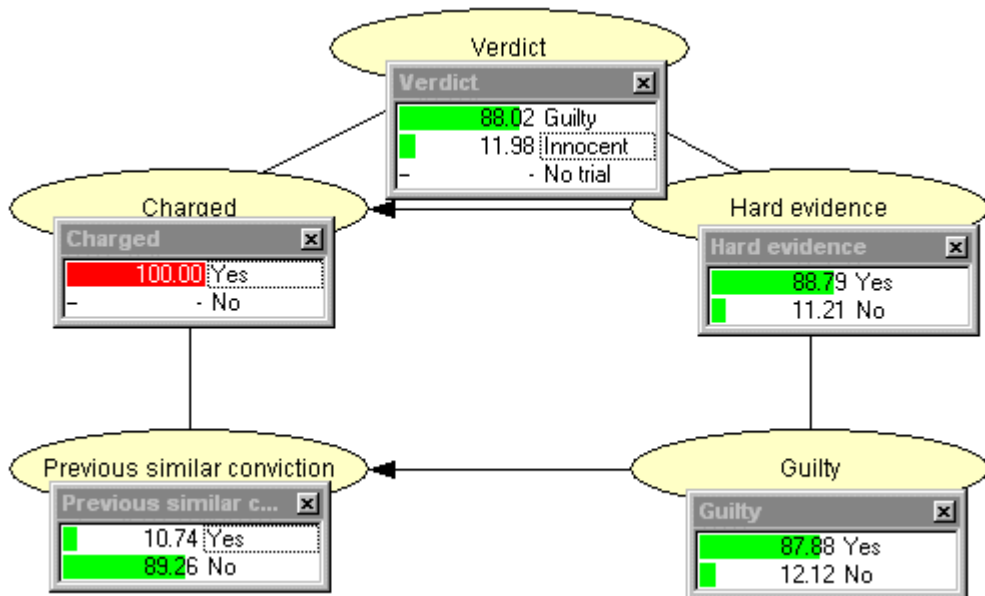 Verdict
Verdict
88.02 Guilty
11.98 Innocent
- - No trial
Charged
Charged
100.00 Yes
- - No
Hard evidence
Hard evidence
88.79 Yes
11.21 No
Previous similar conviction
Previous similar c...
10.74 Yes
89.26 No
Guilty
Guilty
87.88 Yes
12.12 No